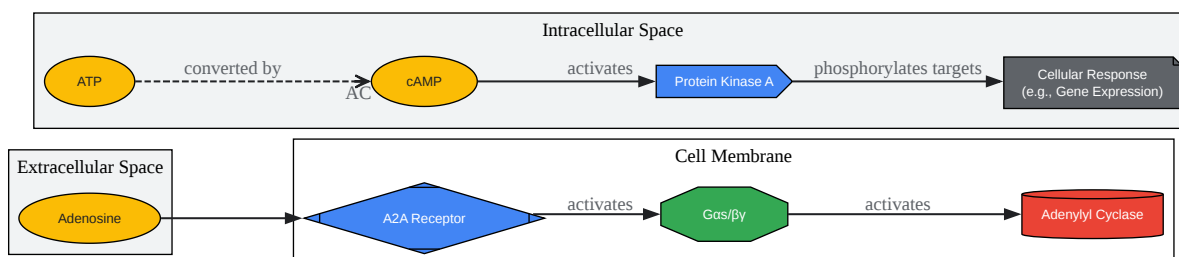 Intracellular Space
ATP
converted by
AC
cAMP
activates
Protein Kinase A
phosphorylates targets
Cellular Response
(e.g., Gene Expression)
Extracellular Space
Adenosine
Cell Membrane
A2A Receptor
activates
Gαs/βγ
activates
Adenylyl Cyclase